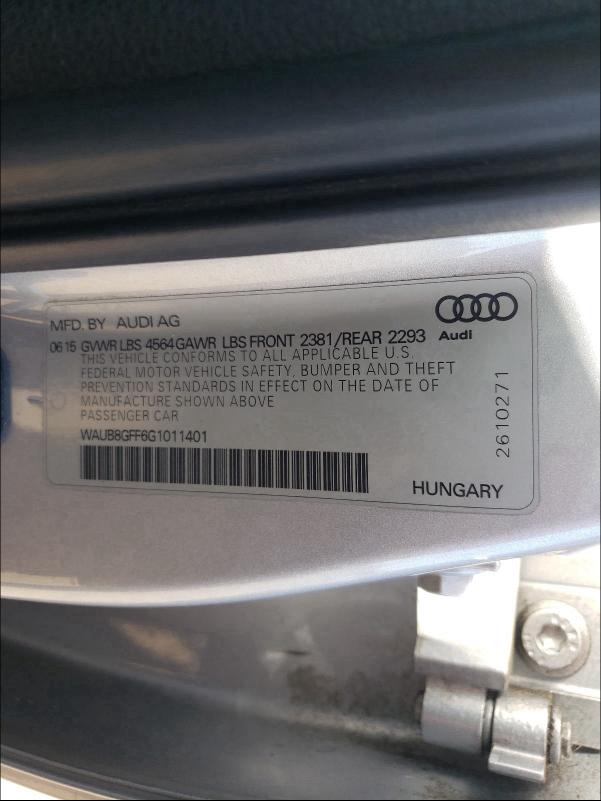 MFD. BY AUDI AG
06 15 GVWR LBS 4564 GAWR LBS FRONT 2381/REAR 2293
Audi
THIS VEHICLE CONFORMS TO ALL APPLICABLE U.S.
FEDERAL MOTOR VEHICLE SAFETY, BUMPER AND THEFT
PREVENTION STANDARDS IN EFFECT ON THE DATE OF
MANUFACTURE SHOWN ABOVE
PASSENGER CAR
WAUB8GFF6G1011401
HUNGARY
2610271